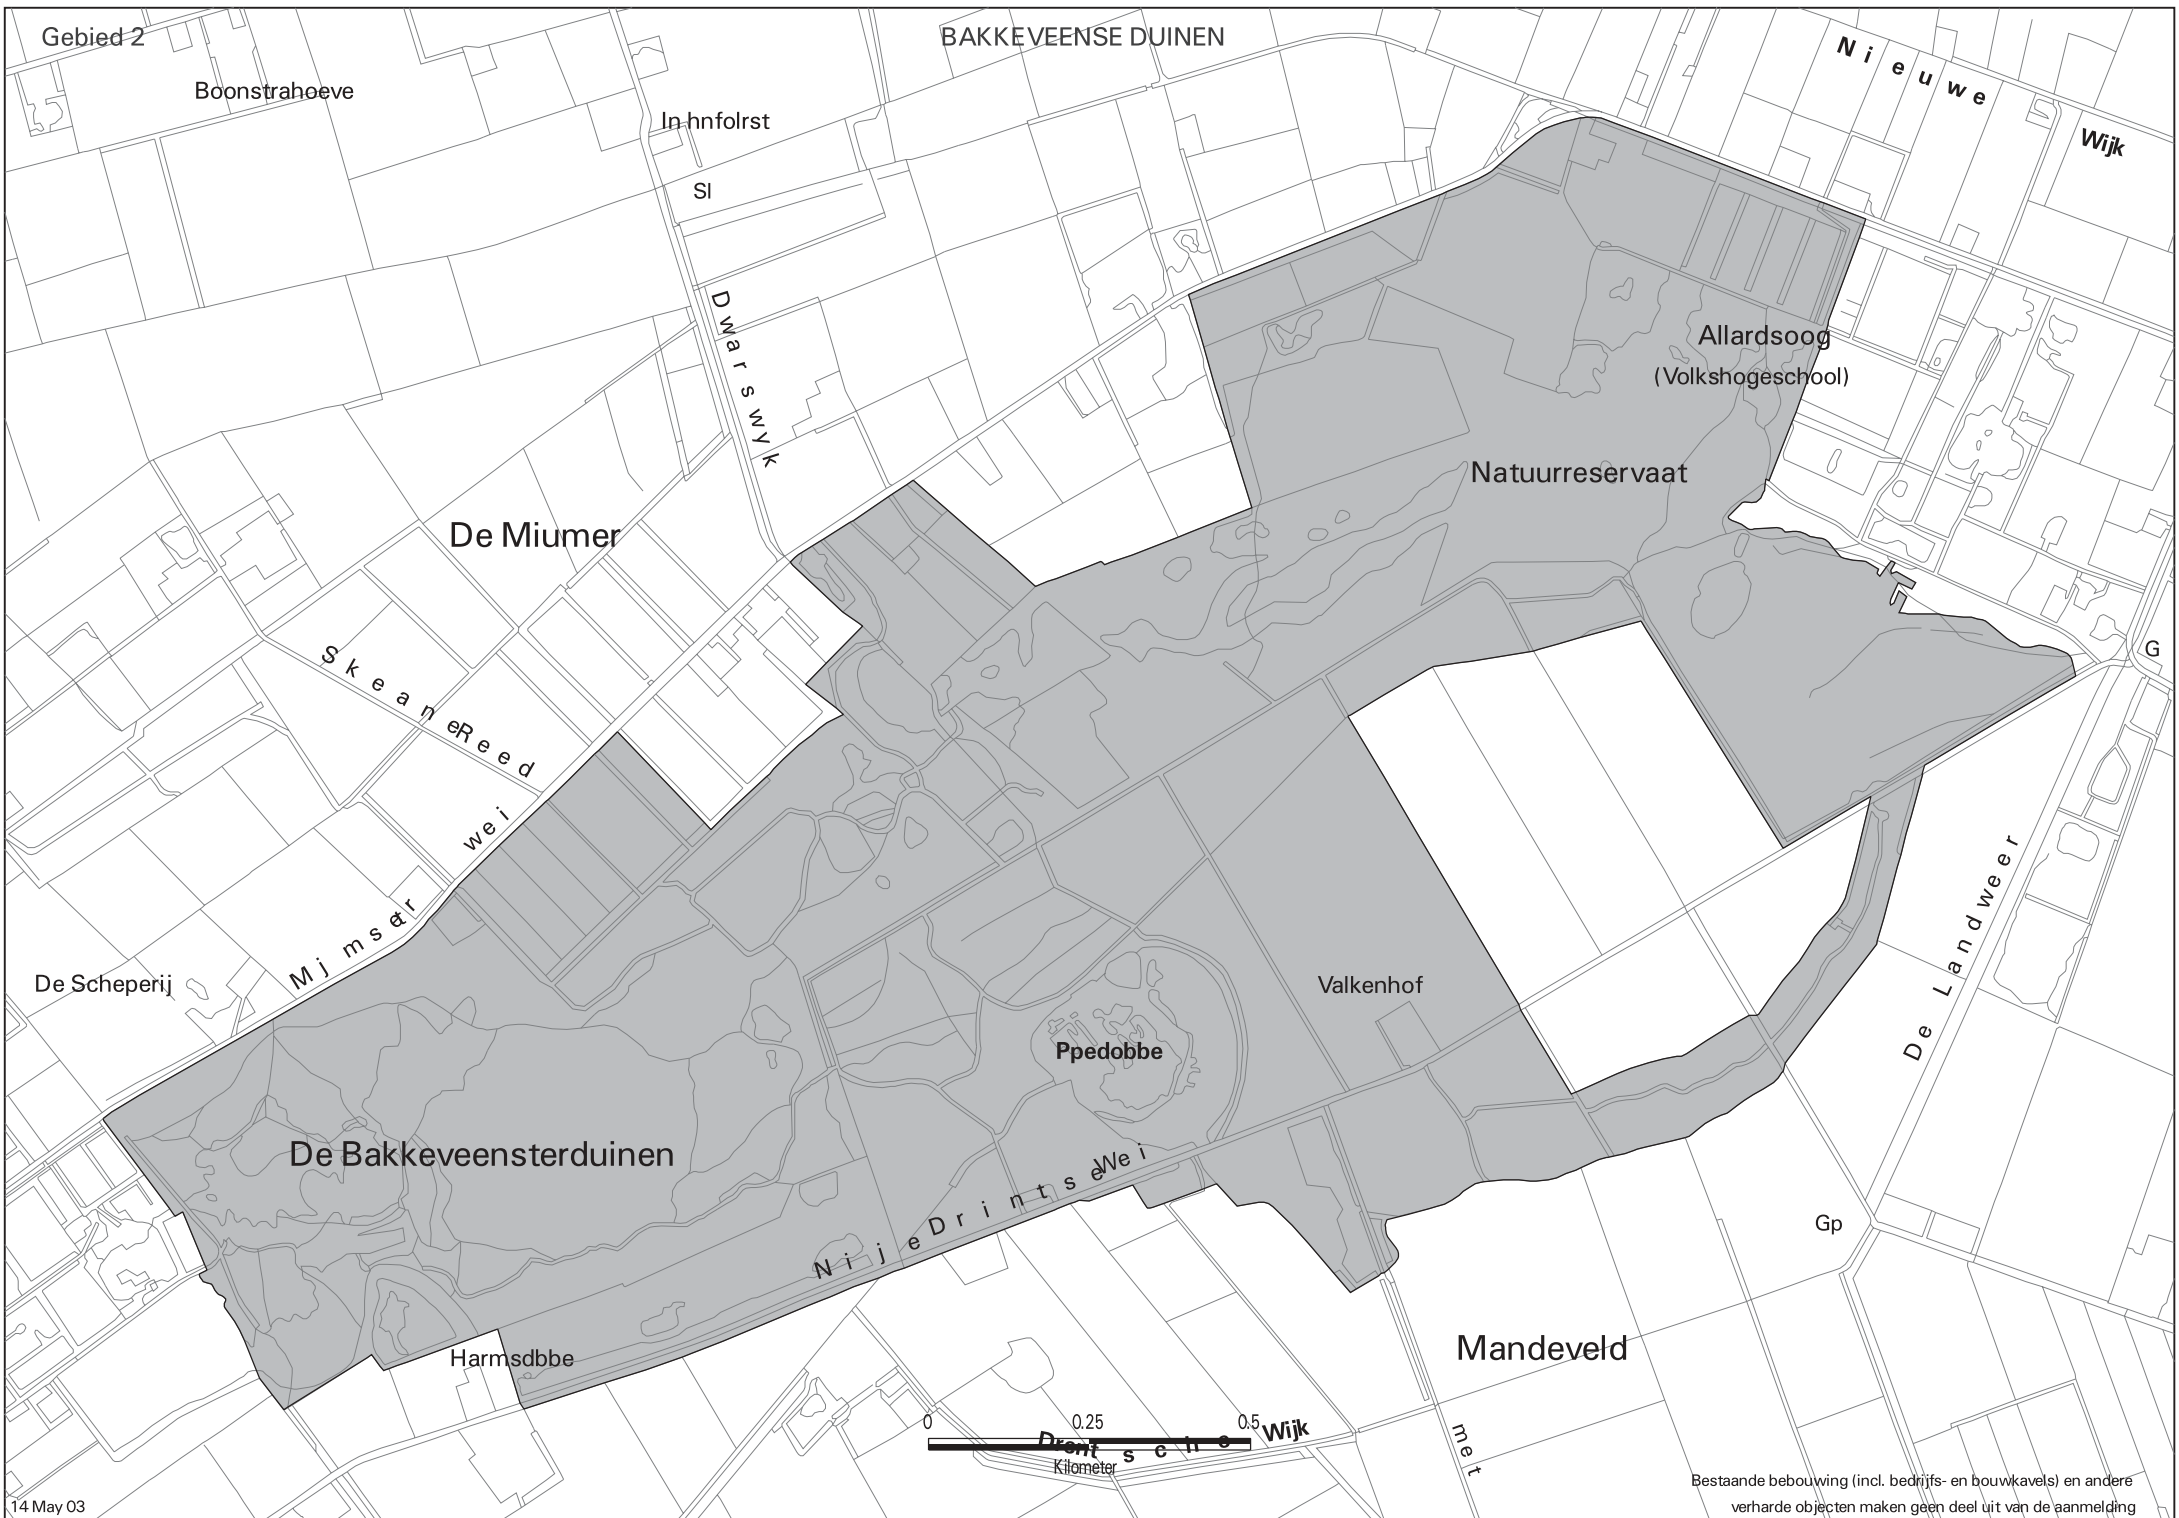 Gebied 2
BAKKEVEENSE DUINEN
Nieuwe
Wijk
Boonstrahoeve
In hnfolrst
Sl
Dwarswyk
Allardsoog
(Volkshogeschool)
Natuurreservaat
De Miumer
Skeane Reed
G
wei
Mjmsert
De Landweer
De Scheperij
Valkenhof
Ppedobbe
De Bakkeveensterduinen
Nije Drintse Wei
Gp
Mandeveld
Harmsdbbe
0 0.25 0.5
Kilometer
Drentsche Wijk
met
Bestaande bebouwing (incl. bedrijfs- en bouwkavels) en andere
verharde objecten maken geen deel uit van de aanmelding
14 May 03